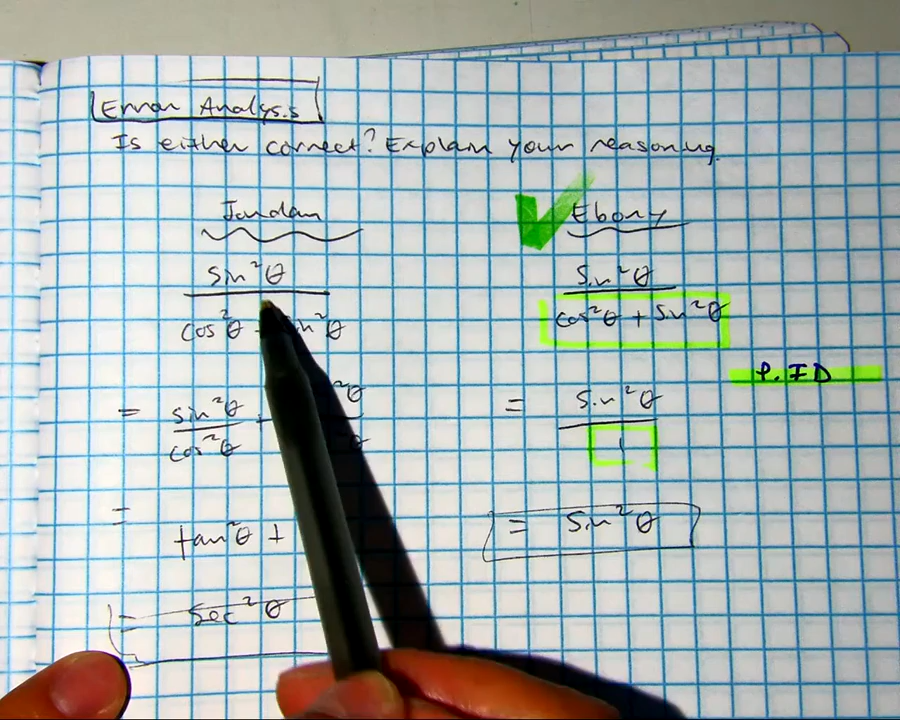 Error Analysis
Is either correct? Explain your reasoning.
Jordan
sin²θ
cos²θ + sin²θ
= sin²θ +
cos²θ
= tan²θ +
= sec²θ
Ebony
sin²θ
cos²θ + sin²θ
P.ID
= sin²θ
1
= sin²θ